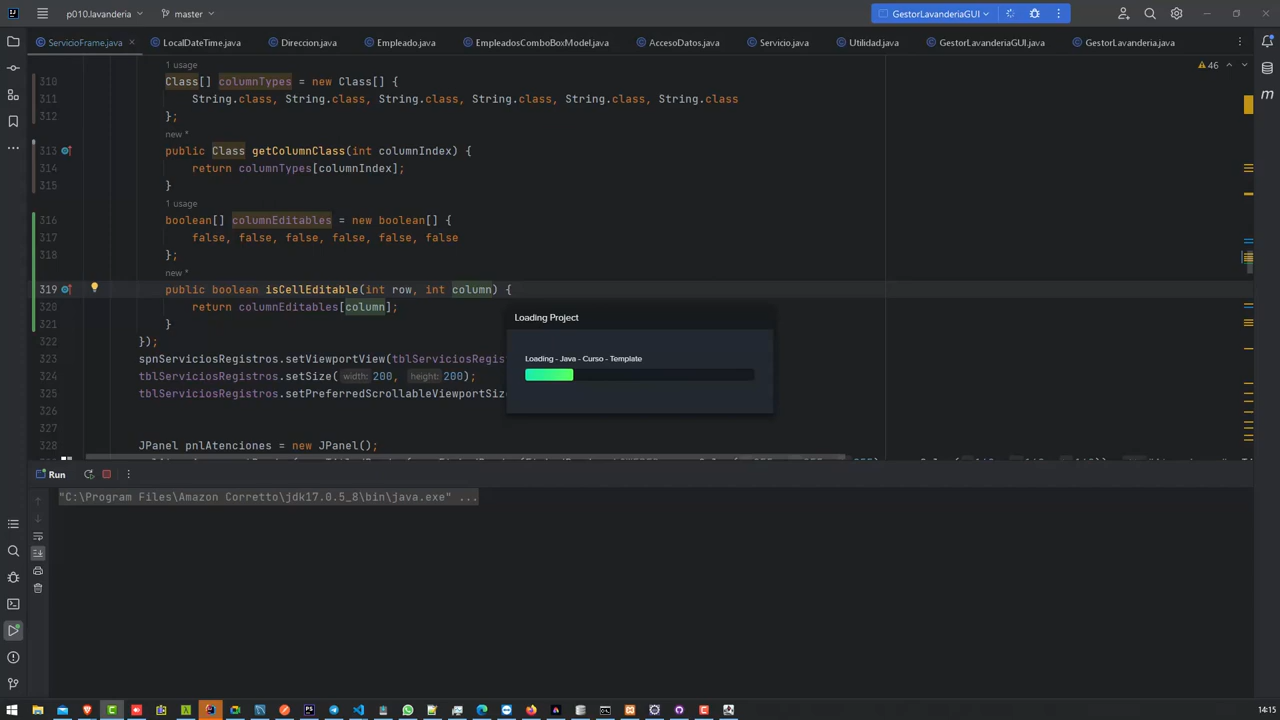 p010.lavanderia
master
GestorLavanderiaGUI
ServicioFrame.java
LocalDateTime.java
Direccion.java
Empleado.java
EmpleadosComboBoxModel.java
AccesoDatos.java
Servicio.java
Utilidad.java
GestorLavanderiaGUI.java
GestorLavanderia.java
1 usage
46
310 Class[] columnTypes = new Class[] {
311 String.class, String.class, String.class, String.class, String.class, String.class
312 };
new *
313 public Class getColumnClass(int columnIndex) {
314 return columnTypes[columnIndex];
315 }
1 usage
316 boolean[] columnEditables = new boolean[] {
317 false, false, false, false, false, false
318 };
new *
319 public boolean isCellEditable(int row, int column) {
320 return columnEditables[column];
321 }
322 });
323 spnServiciosRegistros.setViewportView(tblServiciosRegis
324 tblServiciosRegistros.setSize( width: 200, height: 200);
325 tblServiciosRegistros.setPreferredScrollableViewportSiz
326
327
328 JPanel pnlAtenciones = new JPanel();
Loading Project
Loading - Java - Curso - Template
Run
"C:\Program Files\Amazon Corretto\jdk17.0.5_8\bin\java.exe" ...
14:15